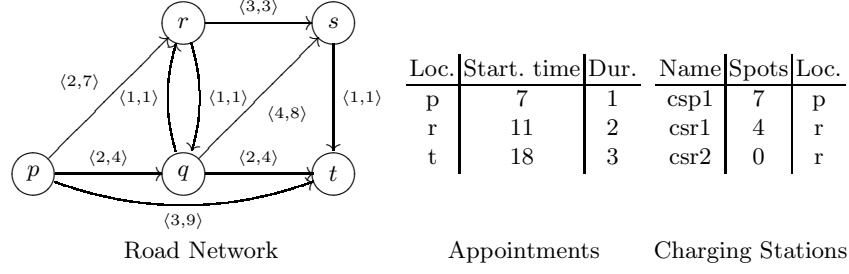 r ⟨3,3⟩ s
⟨2,7⟩ ⟨1,1⟩ ⟨1,1⟩ ⟨4,8⟩ ⟨1,1⟩
p ⟨2,4⟩ q ⟨2,4⟩ t
⟨3,9⟩
Road Network
Loc. Start. time Dur.
p 7 1
r 11 2
t 18 3
Appointments
Name Spots Loc.
csp1 7 p
csr1 4 r
csr2 0 r
Charging Stations